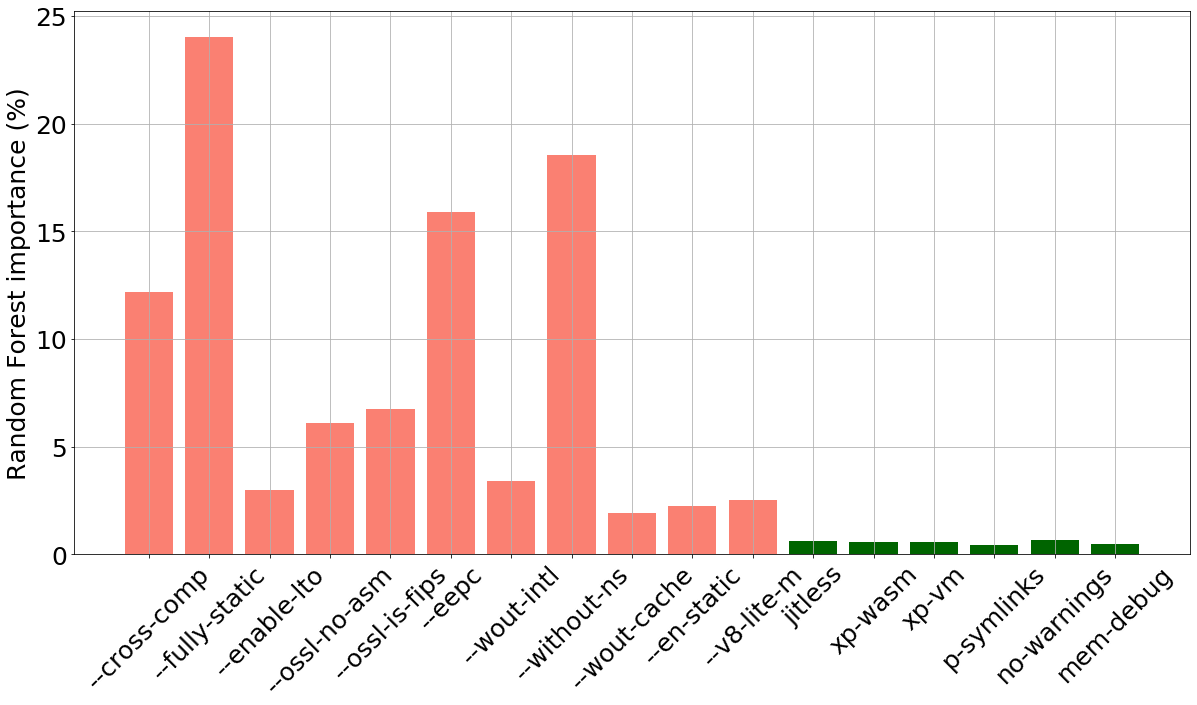 Random Forest importance (%)
25
20
15
10
5
0
--cross-comp
--fully-static
--enable-lto
--ossl-no-asm
--ossl-is-fips
--eepc
--wout-intl
--without-ns
--wout-cache
--en-static
--v8-lite-m
jitless
xp-wasm
xp-vm
p-symlinks
no-warnings
mem-debug